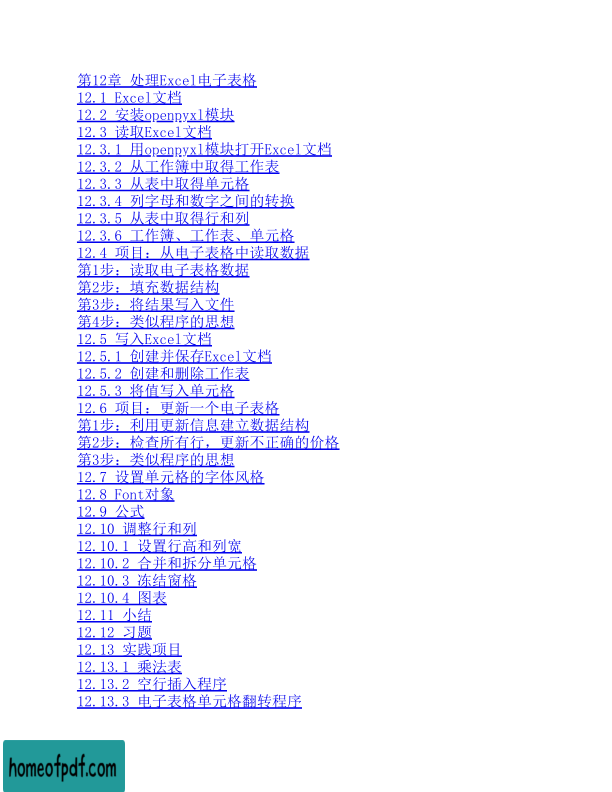 第12章 处理Excel电子表格
12.1 Excel文档
12.2 安装openpyxl模块
12.3 读取Excel文档
12.3.1 用openpyxl模块打开Excel文档
12.3.2 从工作簿中取得工作表
12.3.3 从表中取得单元格
12.3.4 列字母和数字之间的转换
12.3.5 从表中取得行和列
12.3.6 工作簿、工作表、单元格
12.4 项目：从电子表格中读取数据
第1步：读取电子表格数据
第2步：填充数据结构
第3步：将结果写入文件
第4步：类似程序的思想
12.5 写入Excel文档
12.5.1 创建并保存Excel文档
12.5.2 创建和删除工作表
12.5.3 将值写入单元格
12.6 项目：更新一个电子表格
第1步：利用更新信息建立数据结构
第2步：检查所有行，更新不正确的价格
第3步：类似程序的思想
12.7 设置单元格的字体风格
12.8 Font对象
12.9 公式
12.10 调整行和列
12.10.1 设置行高和列宽
12.10.2 合并和拆分单元格
12.10.3 冻结窗格
12.10.4 图表
12.11 小结
12.12 习题
12.13 实践项目
12.13.1 乘法表
12.13.2 空行插入程序
12.13.3 电子表格单元格翻转程序
homeofpdf.com